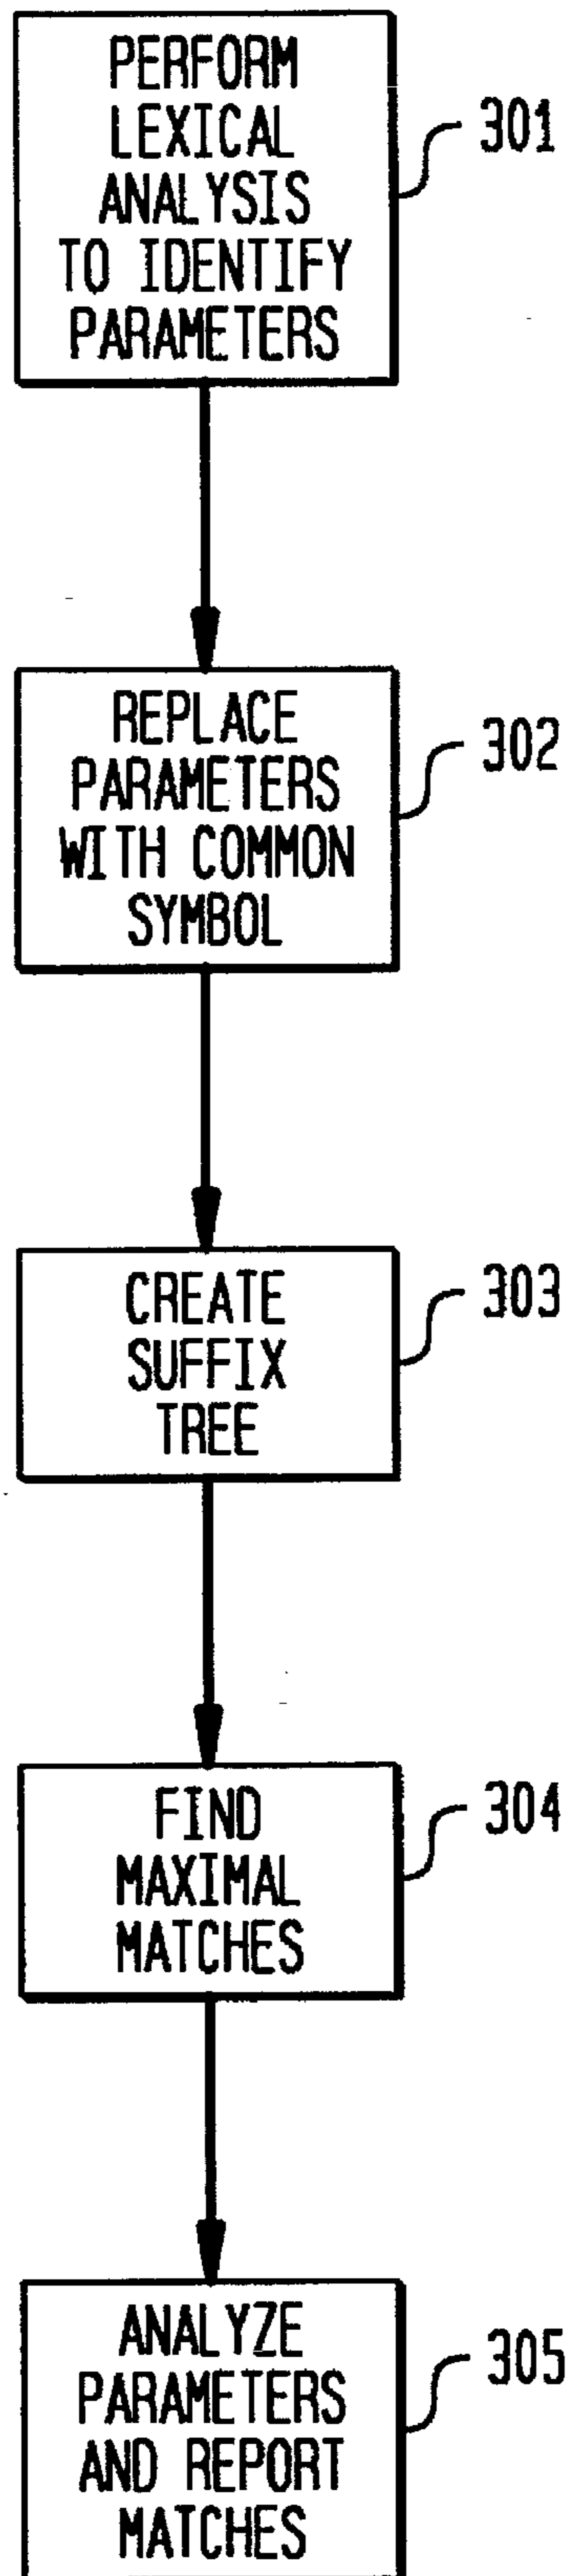 PERFORM
LEXICAL
ANALYSIS
TO IDENTIFY
PARAMETERS
301
REPLACE
PARAMETERS
WITH COMMON
SYMBOL
302
CREATE
SUFFIX
TREE
303
FIND
MAXIMAL
MATCHES
304
ANALYZE
PARAMETERS
AND REPORT
MATCHES
305